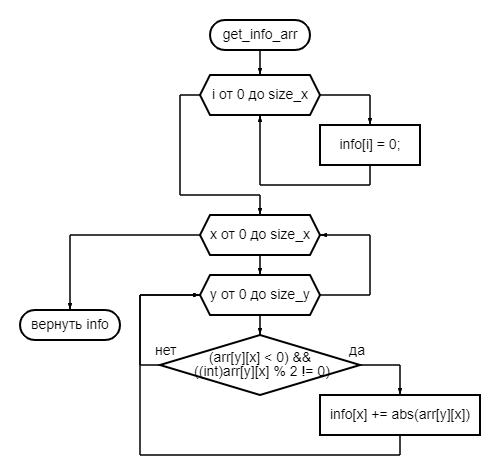 get_info_arr
i от 0 до size_x
info[i] = 0;
x от 0 до size_x
y от 0 до size_y
вернуть info
нет
да
(arr[y][x] < 0) &&
((int)arr[y][x] % 2 != 0)
info[x] += abs(arr[y][x])